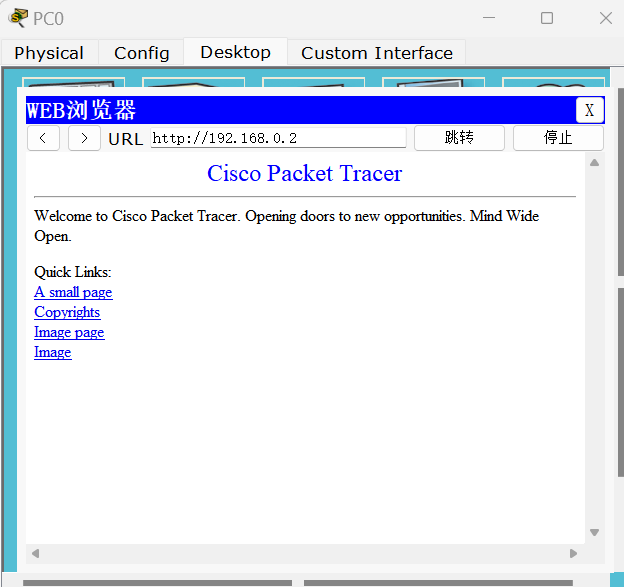 PC0
Physical Config Desktop Custom Interface
WEB浏览器 X
< > URL http://192.168.0.2 跳转 停止
Cisco Packet Tracer
Welcome to Cisco Packet Tracer. Opening doors to new opportunities. Mind Wide
Open.
Quick Links:
A small page
Copyrights
Image page
Image